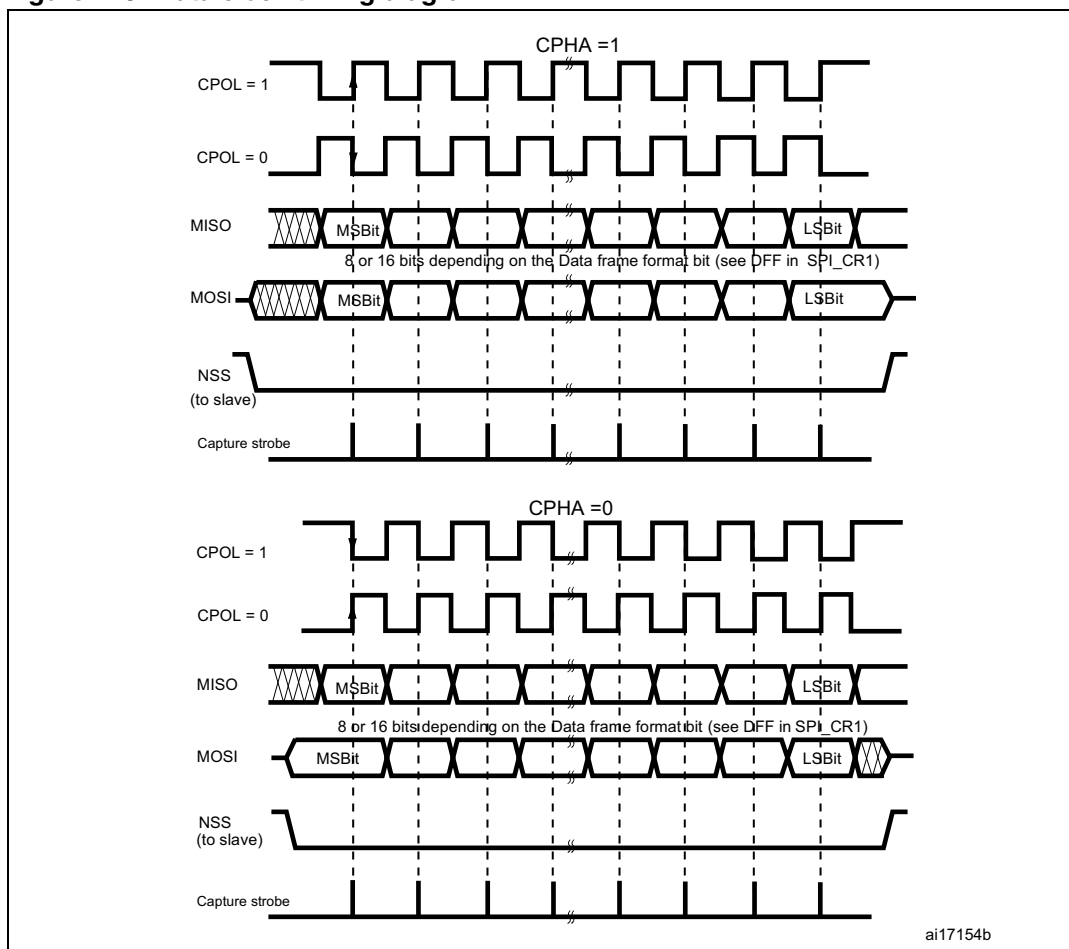 CPHA =1
CPOL = 1
CPOL = 0
MISO
MSBit
LSBit
8 or 16 bits depending on the Data frame format bit (see DFF in SPI_CR1)
MOSI
MSBit
LSBit
NSS
(to slave)
Capture strobe
CPHA =0
CPOL = 1
CPOL = 0
MISO
MSBit
LSBit
8 or 16 bits depending on the Data frame format bit (see DFF in SPI_CR1)
MOSI
MSBit
LSBit
NSS
(to slave)
Capture strobe
ai17154b